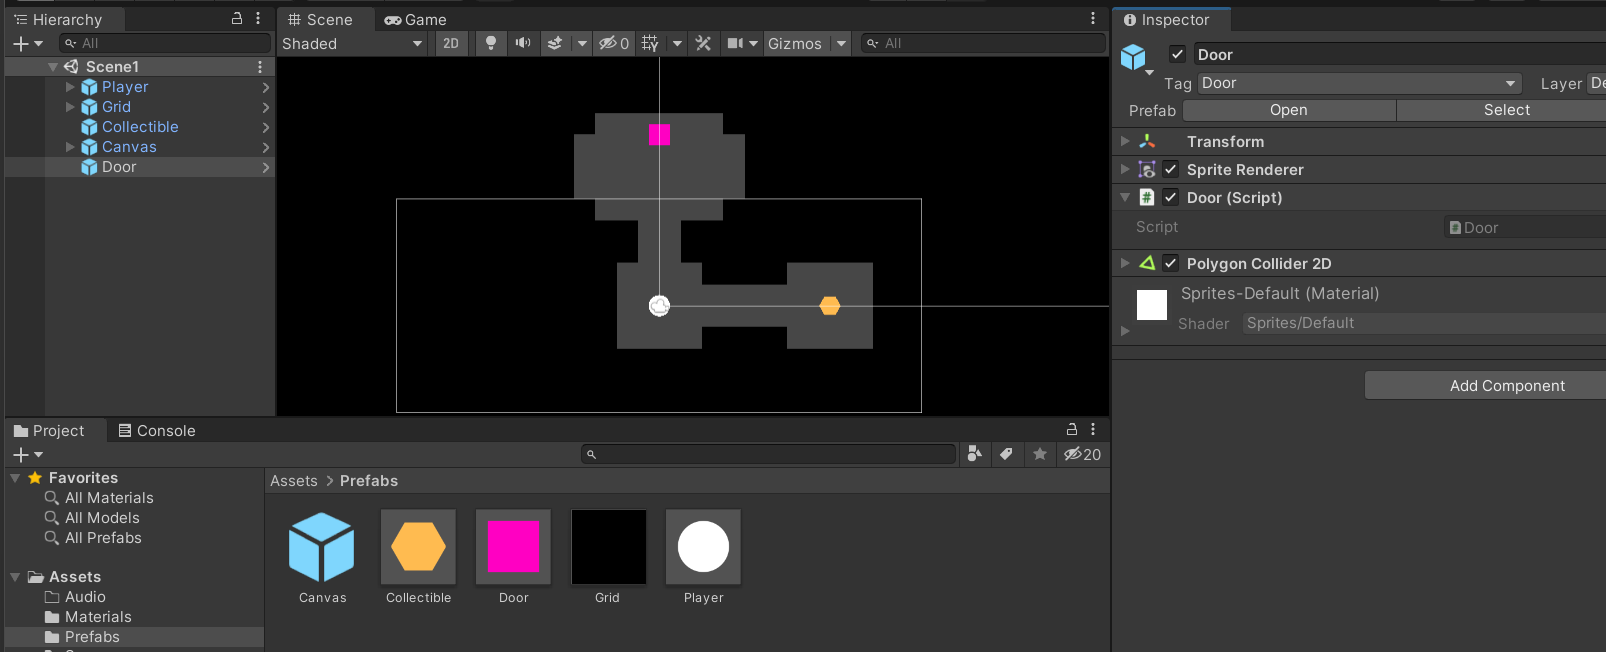 Hierarchy
All
Scene1
Player
Grid
Collectible
Canvas
Door
Scene
Game
Shaded
2D
0
Gizmos
All
Project
Console
20
Favorites
All Materials
All Models
All Prefabs
Assets
Audio
Materials
Prefabs
Assets > Prefabs
Canvas
Collectible
Door
Grid
Player
Inspector
Door
Tag Door Layer De
Prefab Open Select
Transform
Sprite Renderer
Door (Script)
Script Door
Polygon Collider 2D
Sprites-Default (Material)
Shader Sprites/Default
Add Component